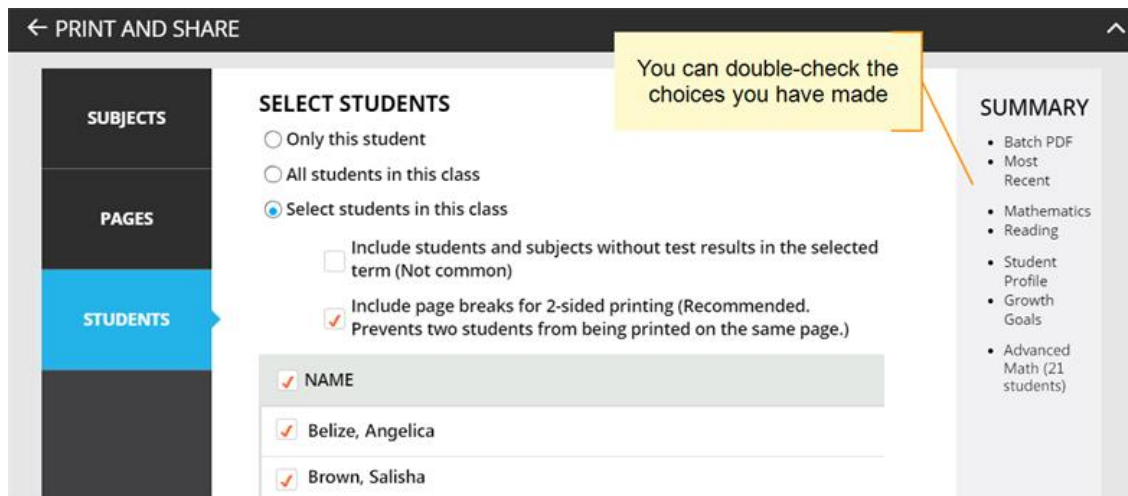 ← PRINT AND SHARE
You can double-check the
choices you have made
SUBJECTS
PAGES
STUDENTS
SELECT STUDENTS
Only this student
All students in this class
Select students in this class
Include students and subjects without test results in the selected
term (Not common)
Include page breaks for 2-sided printing (Recommended.
Prevents two students from being printed on the same page.)
NAME
Belize, Angelica
Brown, Salisha
SUMMARY
• Batch PDF
• Most
Recent
• Mathematics
• Reading
• Student
Profile
• Growth
Goals
• Advanced
Math (21
students)